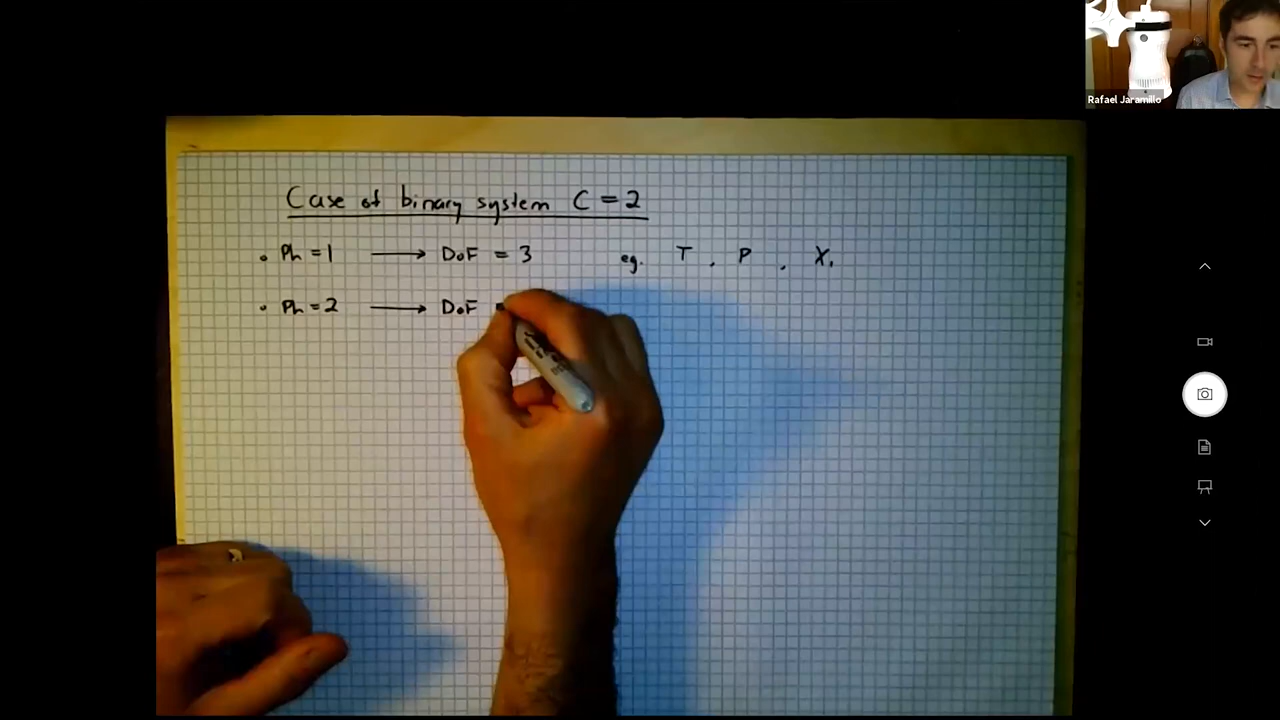 Rafael Jaramillo
Case of binary system C = 2
• Ph = 1 ⟶ DoF = 3 eg. T , P , X₁
• Ph = 2 ⟶ DoF =